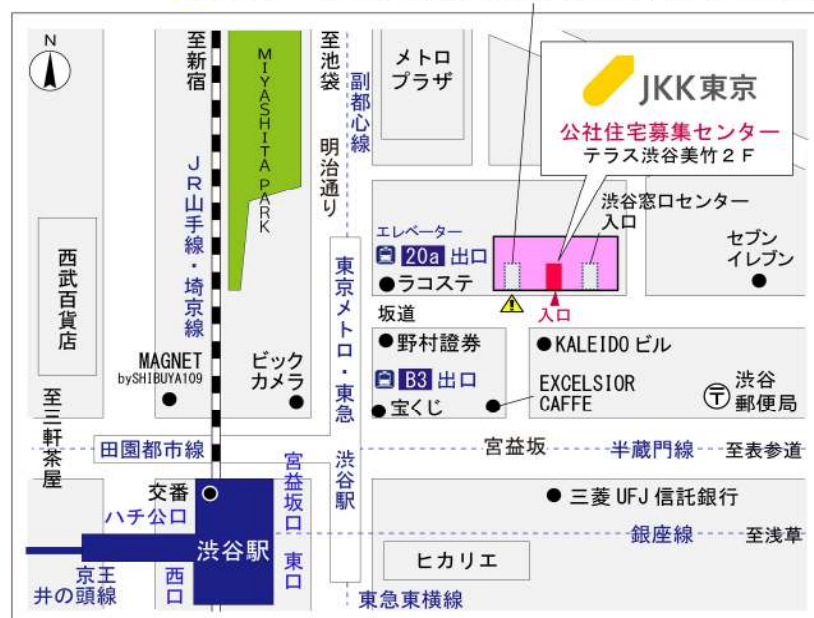 N
至新宿
MIYASHITA PARK
至池袋
明治通り
副都心線
メトロ
プラザ
JKK東京
公社住宅募集センター
テラス渋谷美竹2F
JR山手線・埼京線
西武百貨店
エレベーター
20a 出口
ラコステ
渋谷窓口センター
入口
セブン
イレブン
入口
坂道
東京メトロ・東急
渋谷駅
野村證券
KALEIDO ビル
MAGNET
bySHIBUYA109
ビック
カメラ
B3 出口
宝くじ
EXCELSIOR
CAFFE
〒
渋谷
郵便局
至三軒茶屋
田園都市線
宮益坂
半蔵門線
至表参道
交番
ハチ公口
宮益坂口
三菱UFJ信託銀行
渋谷駅
銀座線
至浅草
京王
井の頭線
西口
東口
ヒカリエ
東急東横線